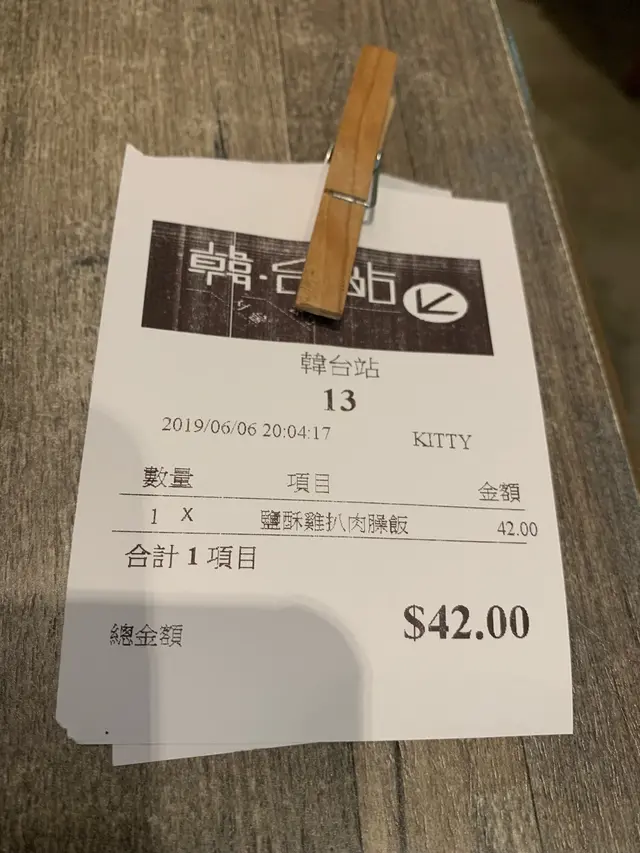 韓·台站
韓台站
13
2019/06/06 20:04:17 KITTY
數量 項目 金額
1 X 鹽酥雞扒肉臊飯 42.00
合計 1 項目
總金額 $42.00